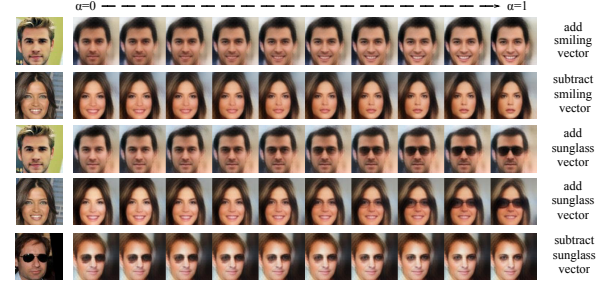 α=0 α=1
add
smiling
vector
subtract
smiling
vector
add
sunglass
vector
add
sunglass
vector
subtract
sunglass
vector